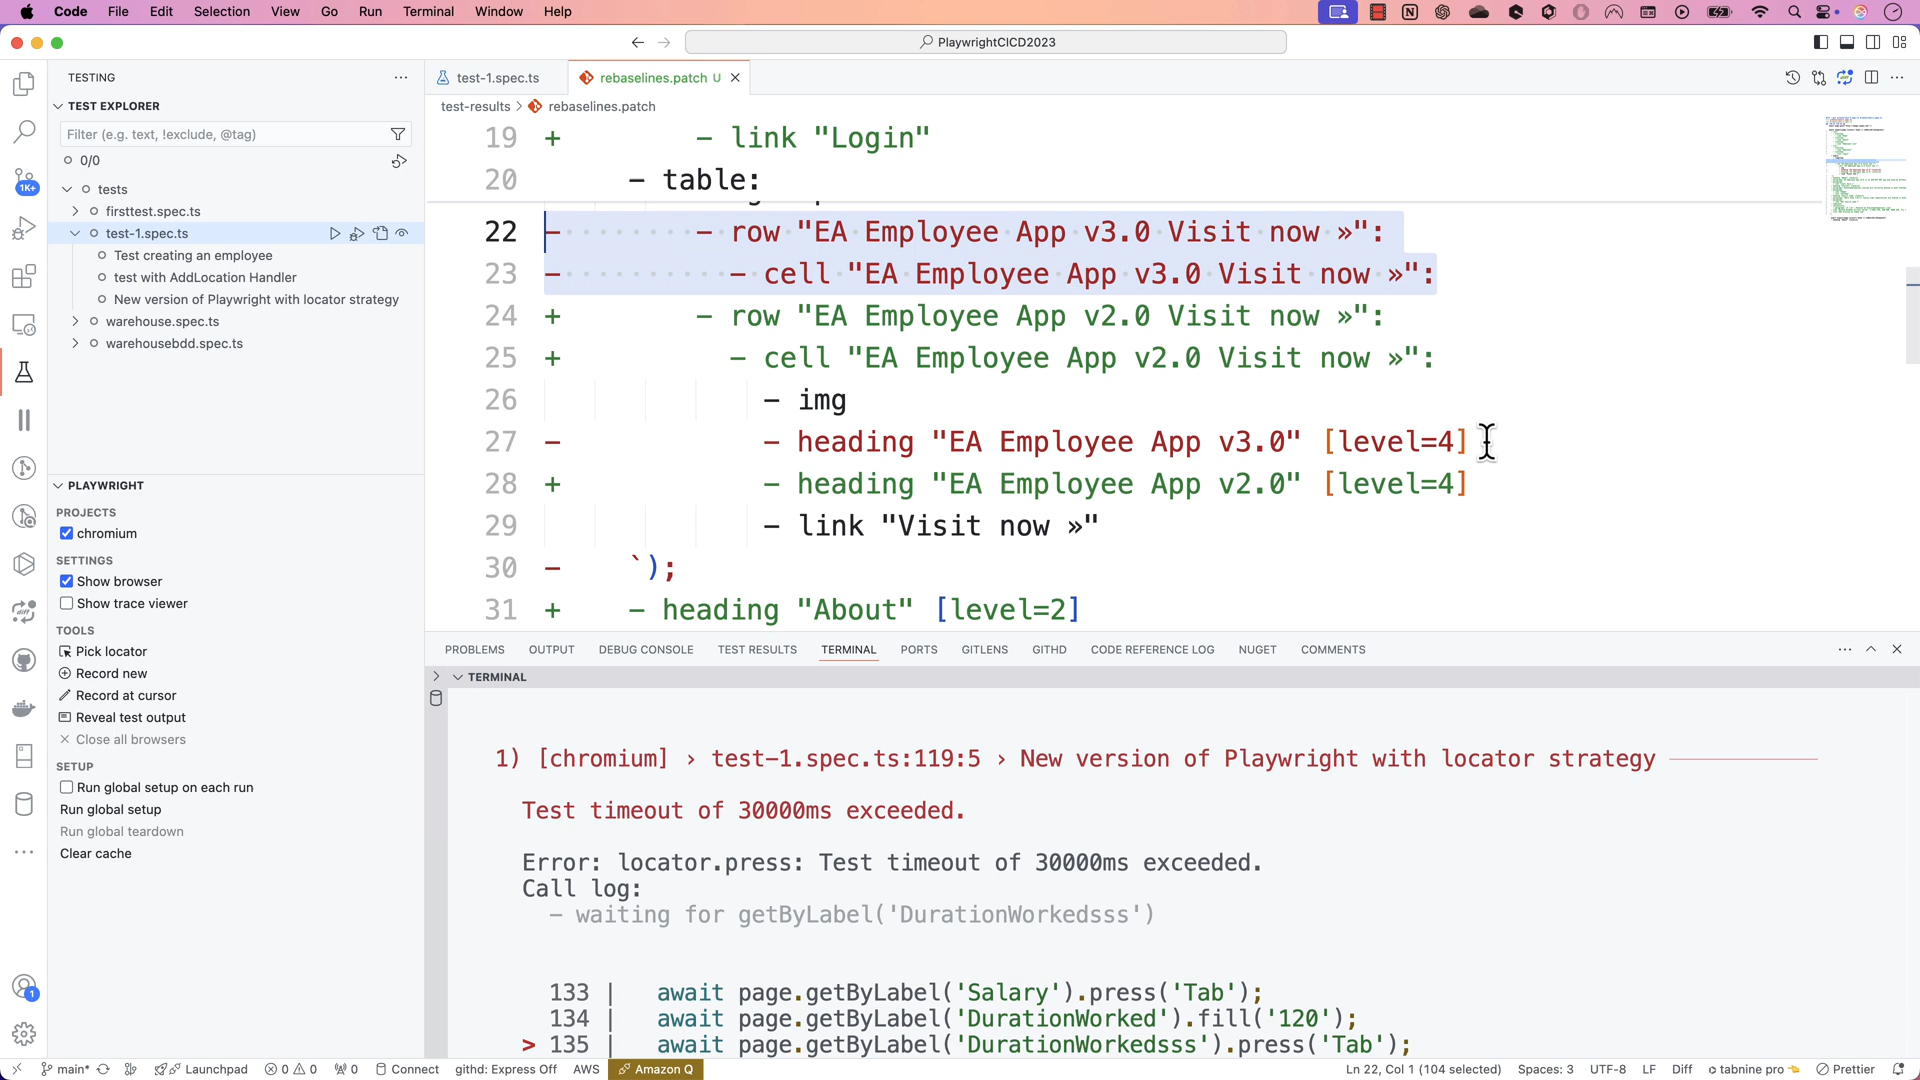 Code File Edit Selection View Go Run Terminal Window Help
PlaywrightCICD2023
TESTING
test-1.spec.ts
rebaselines.patch U
TEST EXPLORER
test-results > rebaselines.patch
Filter (e.g. text, !exclude, @tag)
0/0
1K+
tests
firsttest.spec.ts
test-1.spec.ts
Test creating an employee
test with AddLocation Handler
New version of Playwright with locator strategy
warehouse.spec.ts
warehousebdd.spec.ts
19 + - link "Login"
20 - table:
22 - - row "EA Employee App v3.0 Visit now »":
23 - - cell "EA Employee App v3.0 Visit now »":
24 + - row "EA Employee App v2.0 Visit now »":
25 + - cell "EA Employee App v2.0 Visit now »":
26 - img
27 - - heading "EA Employee App v3.0" [level=4]
28 + - heading "EA Employee App v2.0" [level=4]
29 - link "Visit now »"
30 - `);
31 + - heading "About" [level=2]
PLAYWRIGHT
PROJECTS
chromium
SETTINGS
Show browser
Show trace viewer
TOOLS
Pick locator
Record new
Record at cursor
Reveal test output
Close all browsers
SETUP
Run global setup on each run
Run global setup
Run global teardown
Clear cache
1
PROBLEMS OUTPUT DEBUG CONSOLE TEST RESULTS TERMINAL PORTS GITLENS GITHD CODE REFERENCE LOG NUGET COMMENTS
TERMINAL
1) [chromium] › test-1.spec.ts:119:5 › New version of Playwright with locator strategy
Test timeout of 30000ms exceeded.
Error: locator.press: Test timeout of 30000ms exceeded.
Call log:
- waiting for getByLabel('DurationWorkedsss')
133 | await page.getByLabel('Salary').press('Tab');
134 | await page.getByLabel('DurationWorked').fill('120');
> 135 | await page.getByLabel('DurationWorkedsss').press('Tab');
main* Launchpad 0 0 0 Connect githd: Express Off AWS Amazon Q Ln 22, Col 1 (104 selected) Spaces: 3 UTF-8 LF Diff tabnine pro Prettier